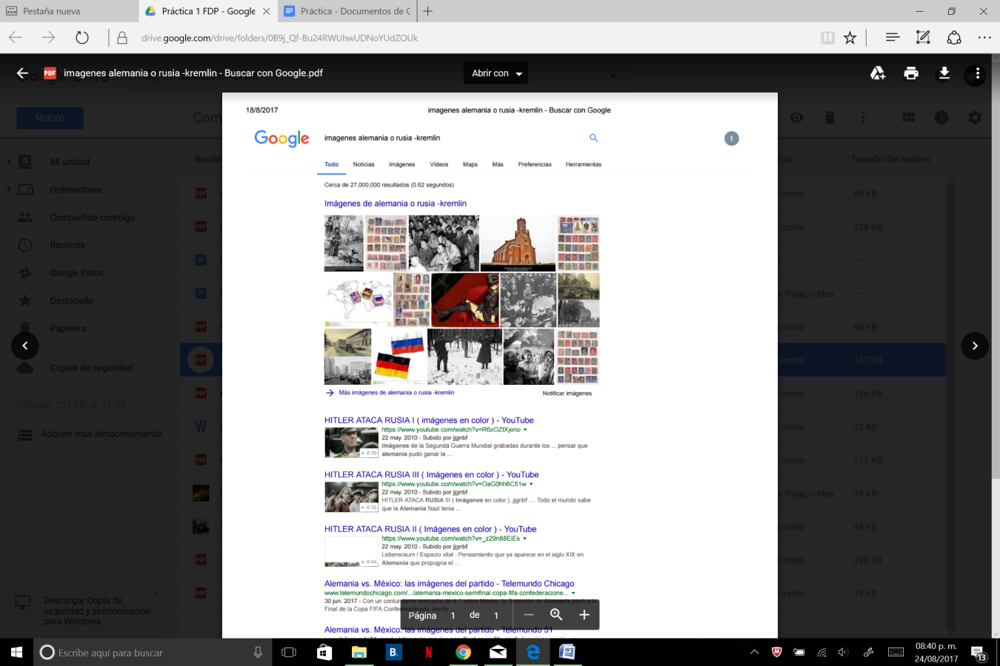 Pestaña nueva
Práctica 1 FDP - Google
Práctica - Documentos de G
drive.google.com/drive/folders/0B9j_Qf-Bu24RWUhwUDNoYUdZOUk
PDF
imagenes alemania o rusia -kremlin - Buscar con Google.pdf
Abrir con
NUEVO
Com
Mi unidad
Ordenadores
Compartido conmigo
Reciente
Google Fotos
Destacado
Papelera
Copias de seguridad
Utilizado: 285 MB de 15 GB
Adquirir más almacenamiento
Descargar Copia de
seguridad y sincronización
para Windows
Nomb
ción
Tamaño del archivo
cortes
89 KB
cortes
128 KB
e frogg cortes
cortes
88 KB
cortes
167 KB
cortes
156 KB
cortes
13 KB
cortes
111 KB
e frogg cortes
10 KB
cortes
45 KB
cortes
296 KB
cortes
75 KB
18/8/2017
imagenes alemania o rusia -kremlin - Buscar con Google
Google
imagenes alemania o rusia -kremlin
t
Todo
Noticias
Imágenes
Vídeos
Maps
Más
Preferencias
Herramientas
Cerca de 27,000,000 resultados (0.62 segundos)
Imágenes de alemania o rusia -kremlin
Más imágenes de alemania o rusia -kremlin
Notificar imágenes
HITLER ATACA RUSIA I ( imágenes en color ) - YouTube
https://www.youtube.com/watch?v=R6zOZtXjeno
22 may. 2010 - Subido por jjgnbf
Imágenes de la Segunda Guerra Mundial grabadas durante los ... pensar que
alemania pudo ganar la ...
8:30
HITLER ATACA RUSIA III ( Imágenes en color ) - YouTube
https://www.youtube.com/watch?v=OaG0hh6C51w
22 may. 2010 - Subido por jjgnbf
HITLER ATACA RUSIA III ( Imágenes en color ). jjgnbf .... Todo el mundo sabe
que la Alemania Nazi tenia ...
8:33
HITLER ATACA RUSIA II ( Imágenes en color ) - YouTube
https://www.youtube.com/watch?v=_z29n88EiEs
22 may. 2010 - Subido por jjgnbf
Lebensraum / Espacio vital : Pensamiento que ya aparece en el siglo XIX en
Alemania que propugna el ...
8:44
Alemania vs. México: las imágenes del partido - Telemundo Chicago
www.telemundochicago.com/.../alemania-mexico-semifinal-copa-fifa-confederacione...
30 jun. 2017 - Con un contundente marcador de 4-1 sobre México, la Selección de Alemania pasó a la
Final de la Copa FIFA Confederaciones, donde
Página 1 de 1
Alemania vs. México: las imágenes del partido - Telemundo 51
Escribe aquí para buscar
B.
N
08:40 p. m.
24/08/2017
13